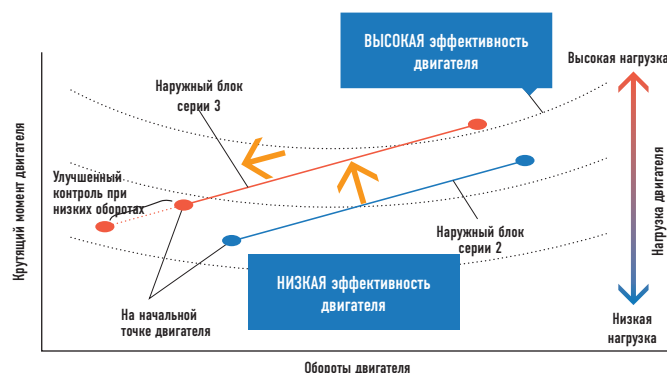 ВЫСОКАЯ эффективность
двигателя
Высокая нагрузка
Наружный блок
серии 3
Улучшенный
контроль при
низких оборотах
Крутящий момент двигателя
Нагрузка двигателя
Наружный блок
серии 2
НИЗКАЯ эффективность
двигателя
На начальной
точке двигателя
Низкая
нагрузка
Обороты двигателя